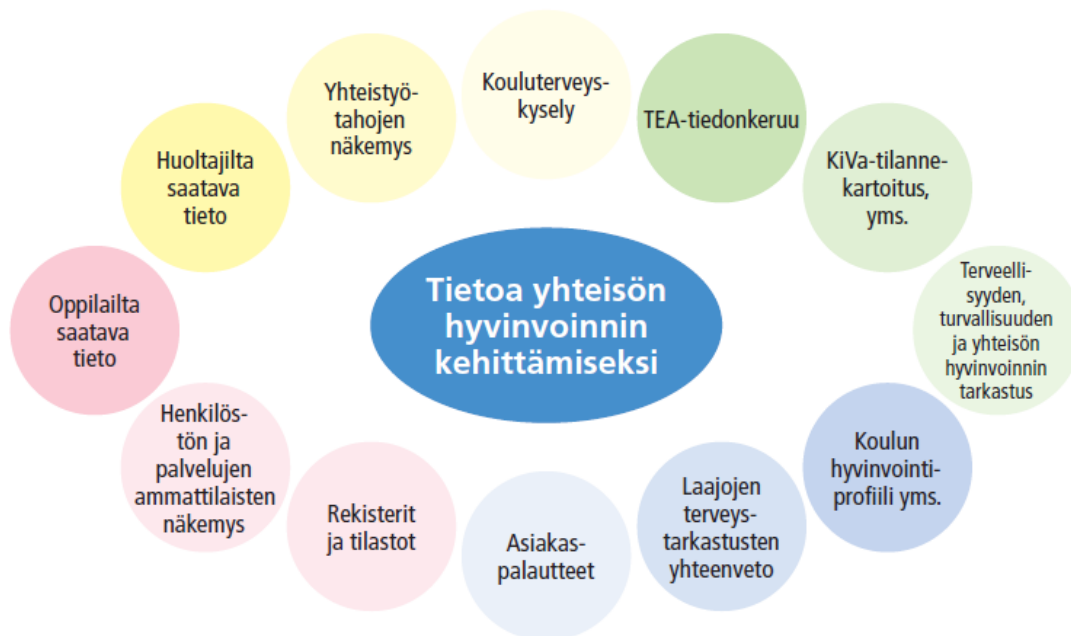 Kouluterveys-
kysely
TEA-tiedonkeruu
KiVa-tilanne-
kartoitus,
yms.
Terveelli-
syyden,
turvallisuuden
ja yhteisön
hyvinvoinnin
tarkastus
Koulun
hyvinvointi-
profiili yms.
Laajojen
terveys-
tarkastusten
yhteenveto
Asiakas-
palautteet
Rekisterit
ja tilastot
Henkilös-
tön ja
palvelujen
ammattilaisten
näkemys
Oppilailta
saatava
tieto
Huoltajilta
saatava
tieto
Yhteistyö-
tahojen
näkemys
Tietoa yhteisön
hyvinvoinnin
kehittämiseksi